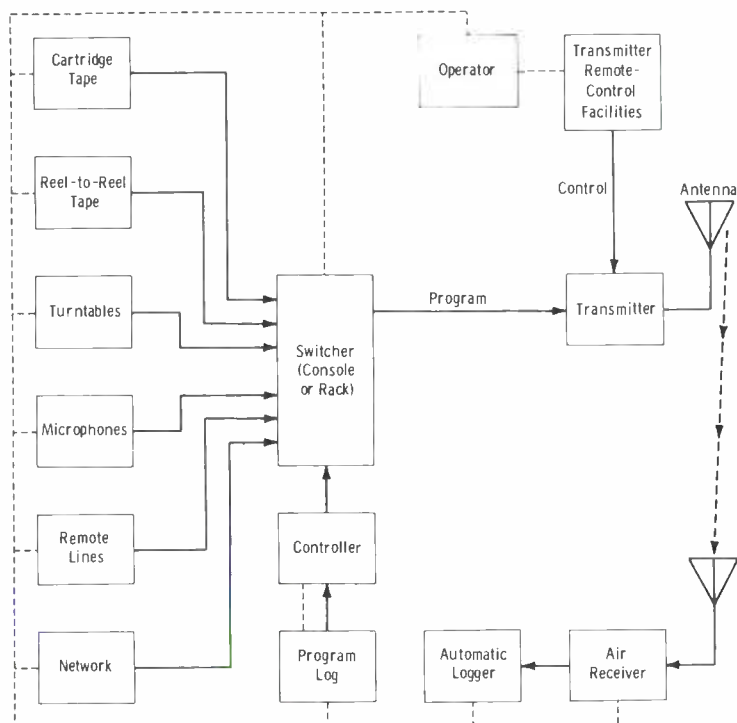 Cartridge
Tape
Operator
Transmitter
Remote-
Control
Facilities
Reel-to-Reel
Tape
Control
Antenna
Turntables
Switcher
(Console
or Rack)
Program
Transmitter
Microphones
Remote
Lines
Controller
Network
Program
Log
Automatic
Logger
Air
Receiver